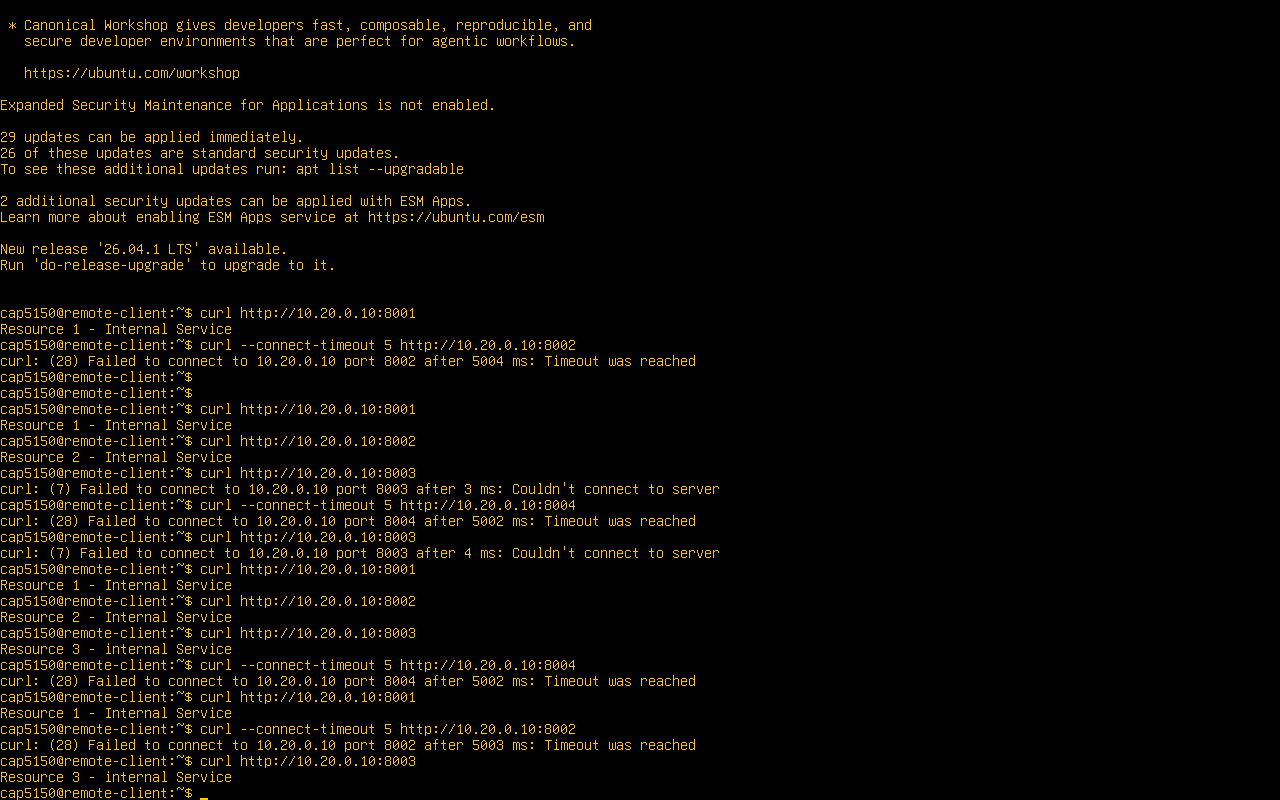 * Canonical Workshop gives developers fast, composable, reproducible, and
   secure developer environments that are perfect for agentic workflows.
   https://ubuntu.com/workshop
Expanded Security Maintenance for Applications is not enabled.
29 updates can be applied immediately.
26 of these updates are standard security updates.
To see these additional updates run: apt list --upgradable
2 additional security updates can be applied with ESM Apps.
Learn more about enabling ESM Apps service at https://ubuntu.com/esm
New release '26.04.1 LTS' available.
Run 'do-release-upgrade' to upgrade to it.
cap5150@remote-client:~$ curl http://10.20.0.10:8001
Resource 1 - Internal Service
cap5150@remote-client:~$ curl --connect-timeout 5 http://10.20.0.10:8002
curl: (28) Failed to connect to 10.20.0.10 port 8002 after 5004 ms: Timeout was reached
cap5150@remote-client:~$
cap5150@remote-client:~$
cap5150@remote-client:~$ curl http://10.20.0.10:8001
Resource 1 - Internal Service
cap5150@remote-client:~$ curl http://10.20.0.10:8002
Resource 2 - Internal Service
cap5150@remote-client:~$ curl http://10.20.0.10:8003
curl: (7) Failed to connect to 10.20.0.10 port 8003 after 3 ms: Couldn't connect to server
cap5150@remote-client:~$ curl --connect-timeout 5 http://10.20.0.10:8004
curl: (28) Failed to connect to 10.20.0.10 port 8004 after 5002 ms: Timeout was reached
cap5150@remote-client:~$ curl http://10.20.0.10:8003
curl: (7) Failed to connect to 10.20.0.10 port 8003 after 4 ms: Couldn't connect to server
cap5150@remote-client:~$ curl http://10.20.0.10:8001
Resource 1 - Internal Service
cap5150@remote-client:~$ curl http://10.20.0.10:8002
Resource 2 - Internal Service
cap5150@remote-client:~$ curl http://10.20.0.10:8003
Resource 3 - internal Service
cap5150@remote-client:~$ curl --connect-timeout 5 http://10.20.0.10:8004
curl: (28) Failed to connect to 10.20.0.10 port 8004 after 5002 ms: Timeout was reached
cap5150@remote-client:~$ curl http://10.20.0.10:8001
Resource 1 - Internal Service
cap5150@remote-client:~$ curl --connect-timeout 5 http://10.20.0.10:8002
curl: (28) Failed to connect to 10.20.0.10 port 8002 after 5003 ms: Timeout was reached
cap5150@remote-client:~$ curl http://10.20.0.10:8003
Resource 3 - internal Service
cap5150@remote-client:~$ _